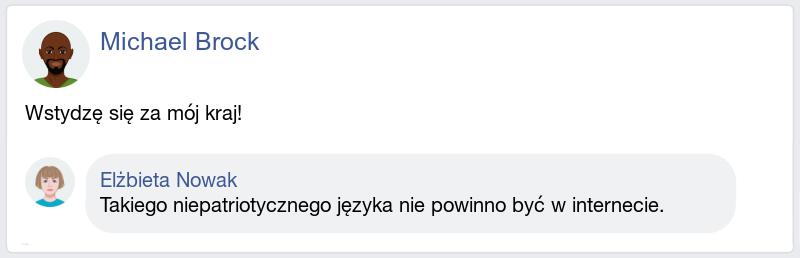 Michael Brock
Wstydzę się za mój kraj!
Elżbieta Nowak
Takiego niepatriotycznego języka nie powinno być w internecie.